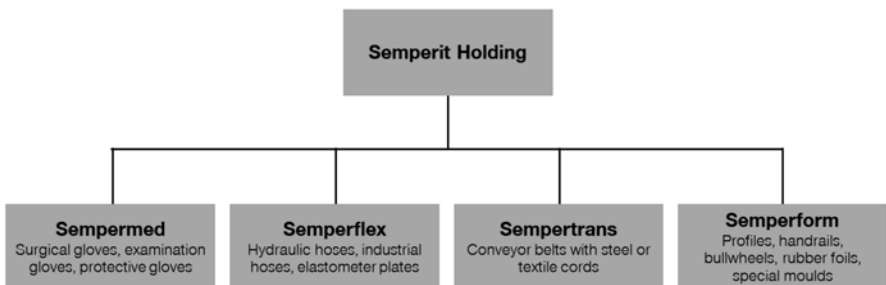 Semperit Holding
Sempermed
Surgical gloves, examination
gloves, protective gloves
Semperflex
Hydraulic hoses, industrial
hoses, elastometer plates
Sempertrans
Conveyor belts with steel or
textile cords
Semperform
Profiles, handrails,
bullwheels, rubber foils,
special moulds